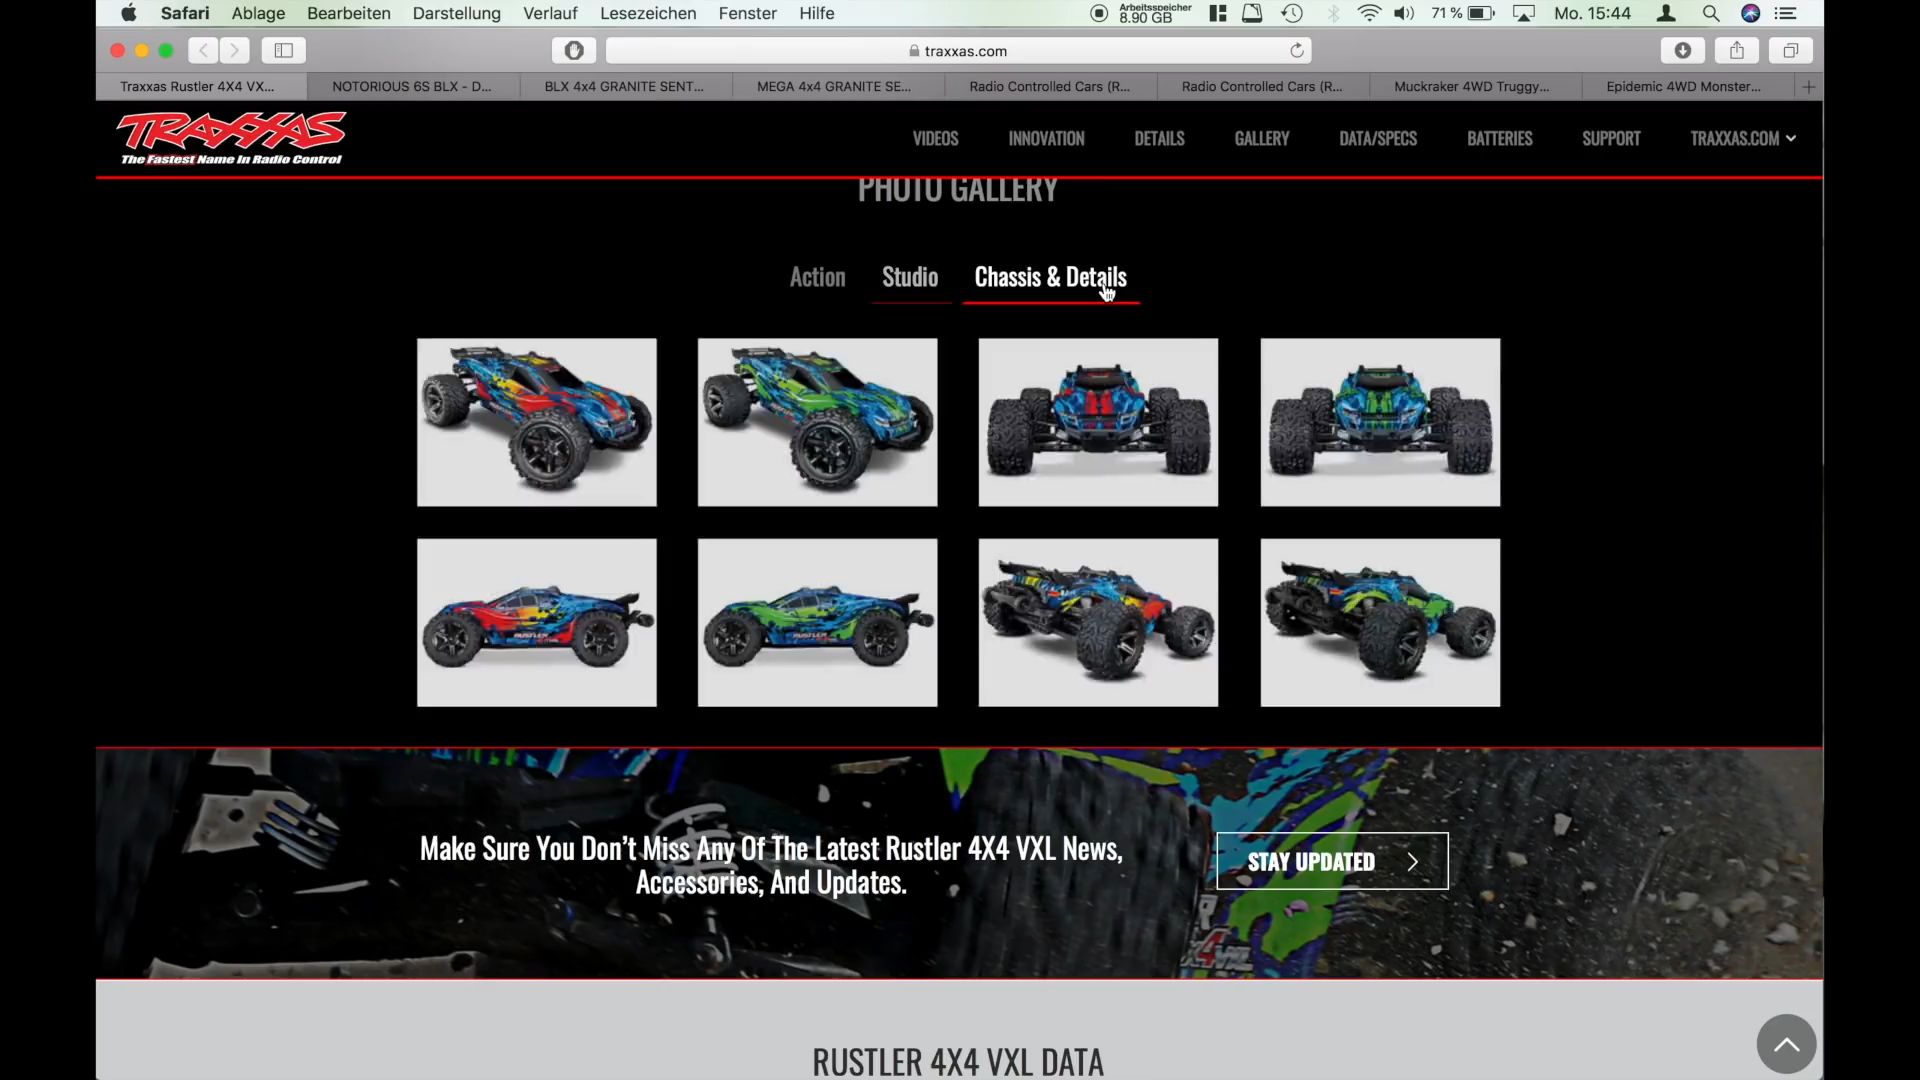 Safari Ablage Bearbeiten Darstellung Verlauf Lesezeichen Fenster Hilfe
Arbeitsspeicher
8.90 GB
71 % Mo. 15:44
traxxas.com
Traxxas Rustler 4X4 VX... NOTORIOUS 6S BLX - D... BLX 4x4 GRANITE SENT... MEGA 4x4 GRANITE SE... Radio Controlled Cars (R... Radio Controlled Cars (R... Muckraker 4WD Truggy... Epidemic 4WD Monster...
TRAXXAS
The Fastest Name In Radio Control
VIDEOS INNOVATION DETAILS GALLERY DATA/SPECS BATTERIES SUPPORT TRAXXAS.COM
PHOTO GALLERY
Action Studio Chassis & Details
Make Sure You Don't Miss Any Of The Latest Rustler 4X4 VXL News,
Accessories, And Updates.
STAY UPDATED
RUSTLER 4X4 VXL DATA